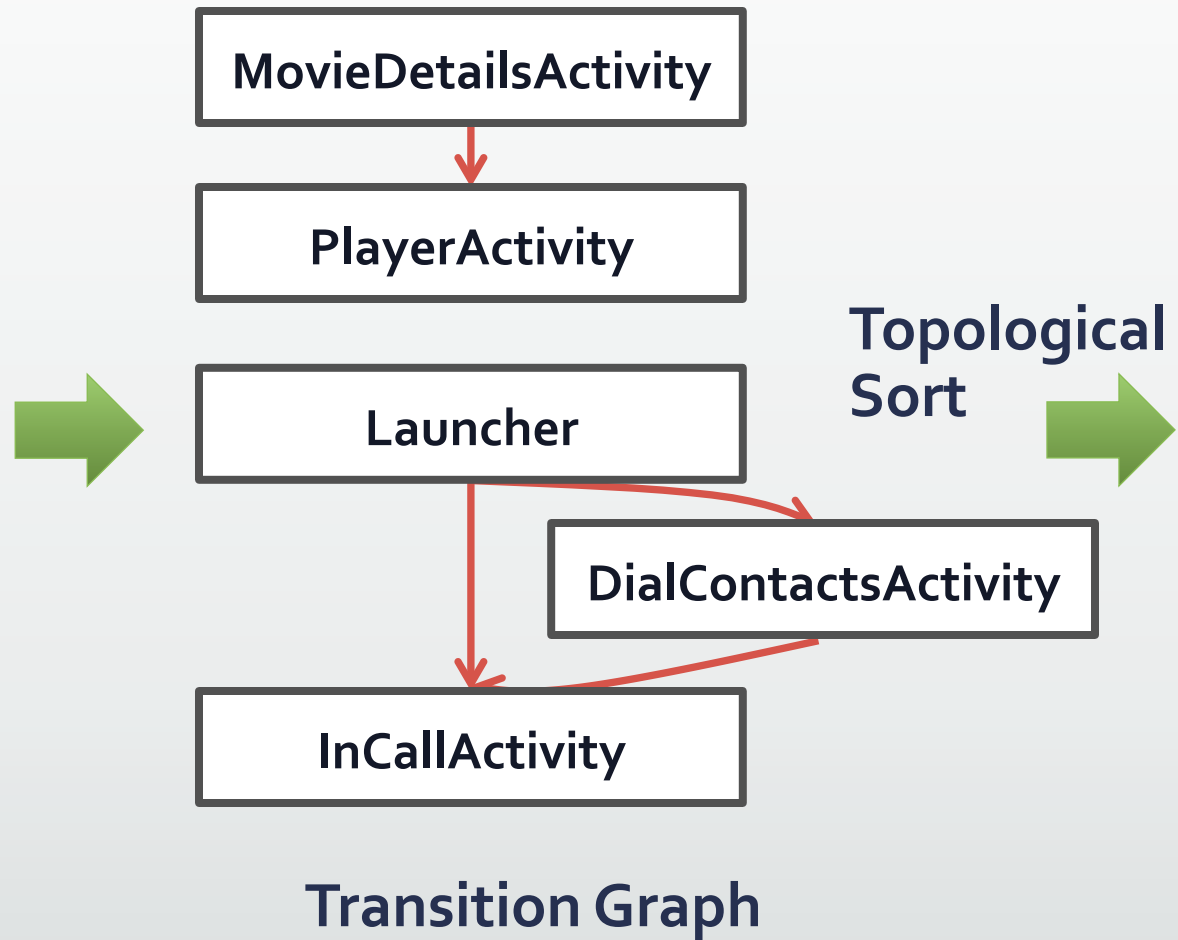 MovieDetailsActivity
PlayerActivity
Topological
Sort
Launcher
DialContactsActivity
InCallActivity
Transition Graph